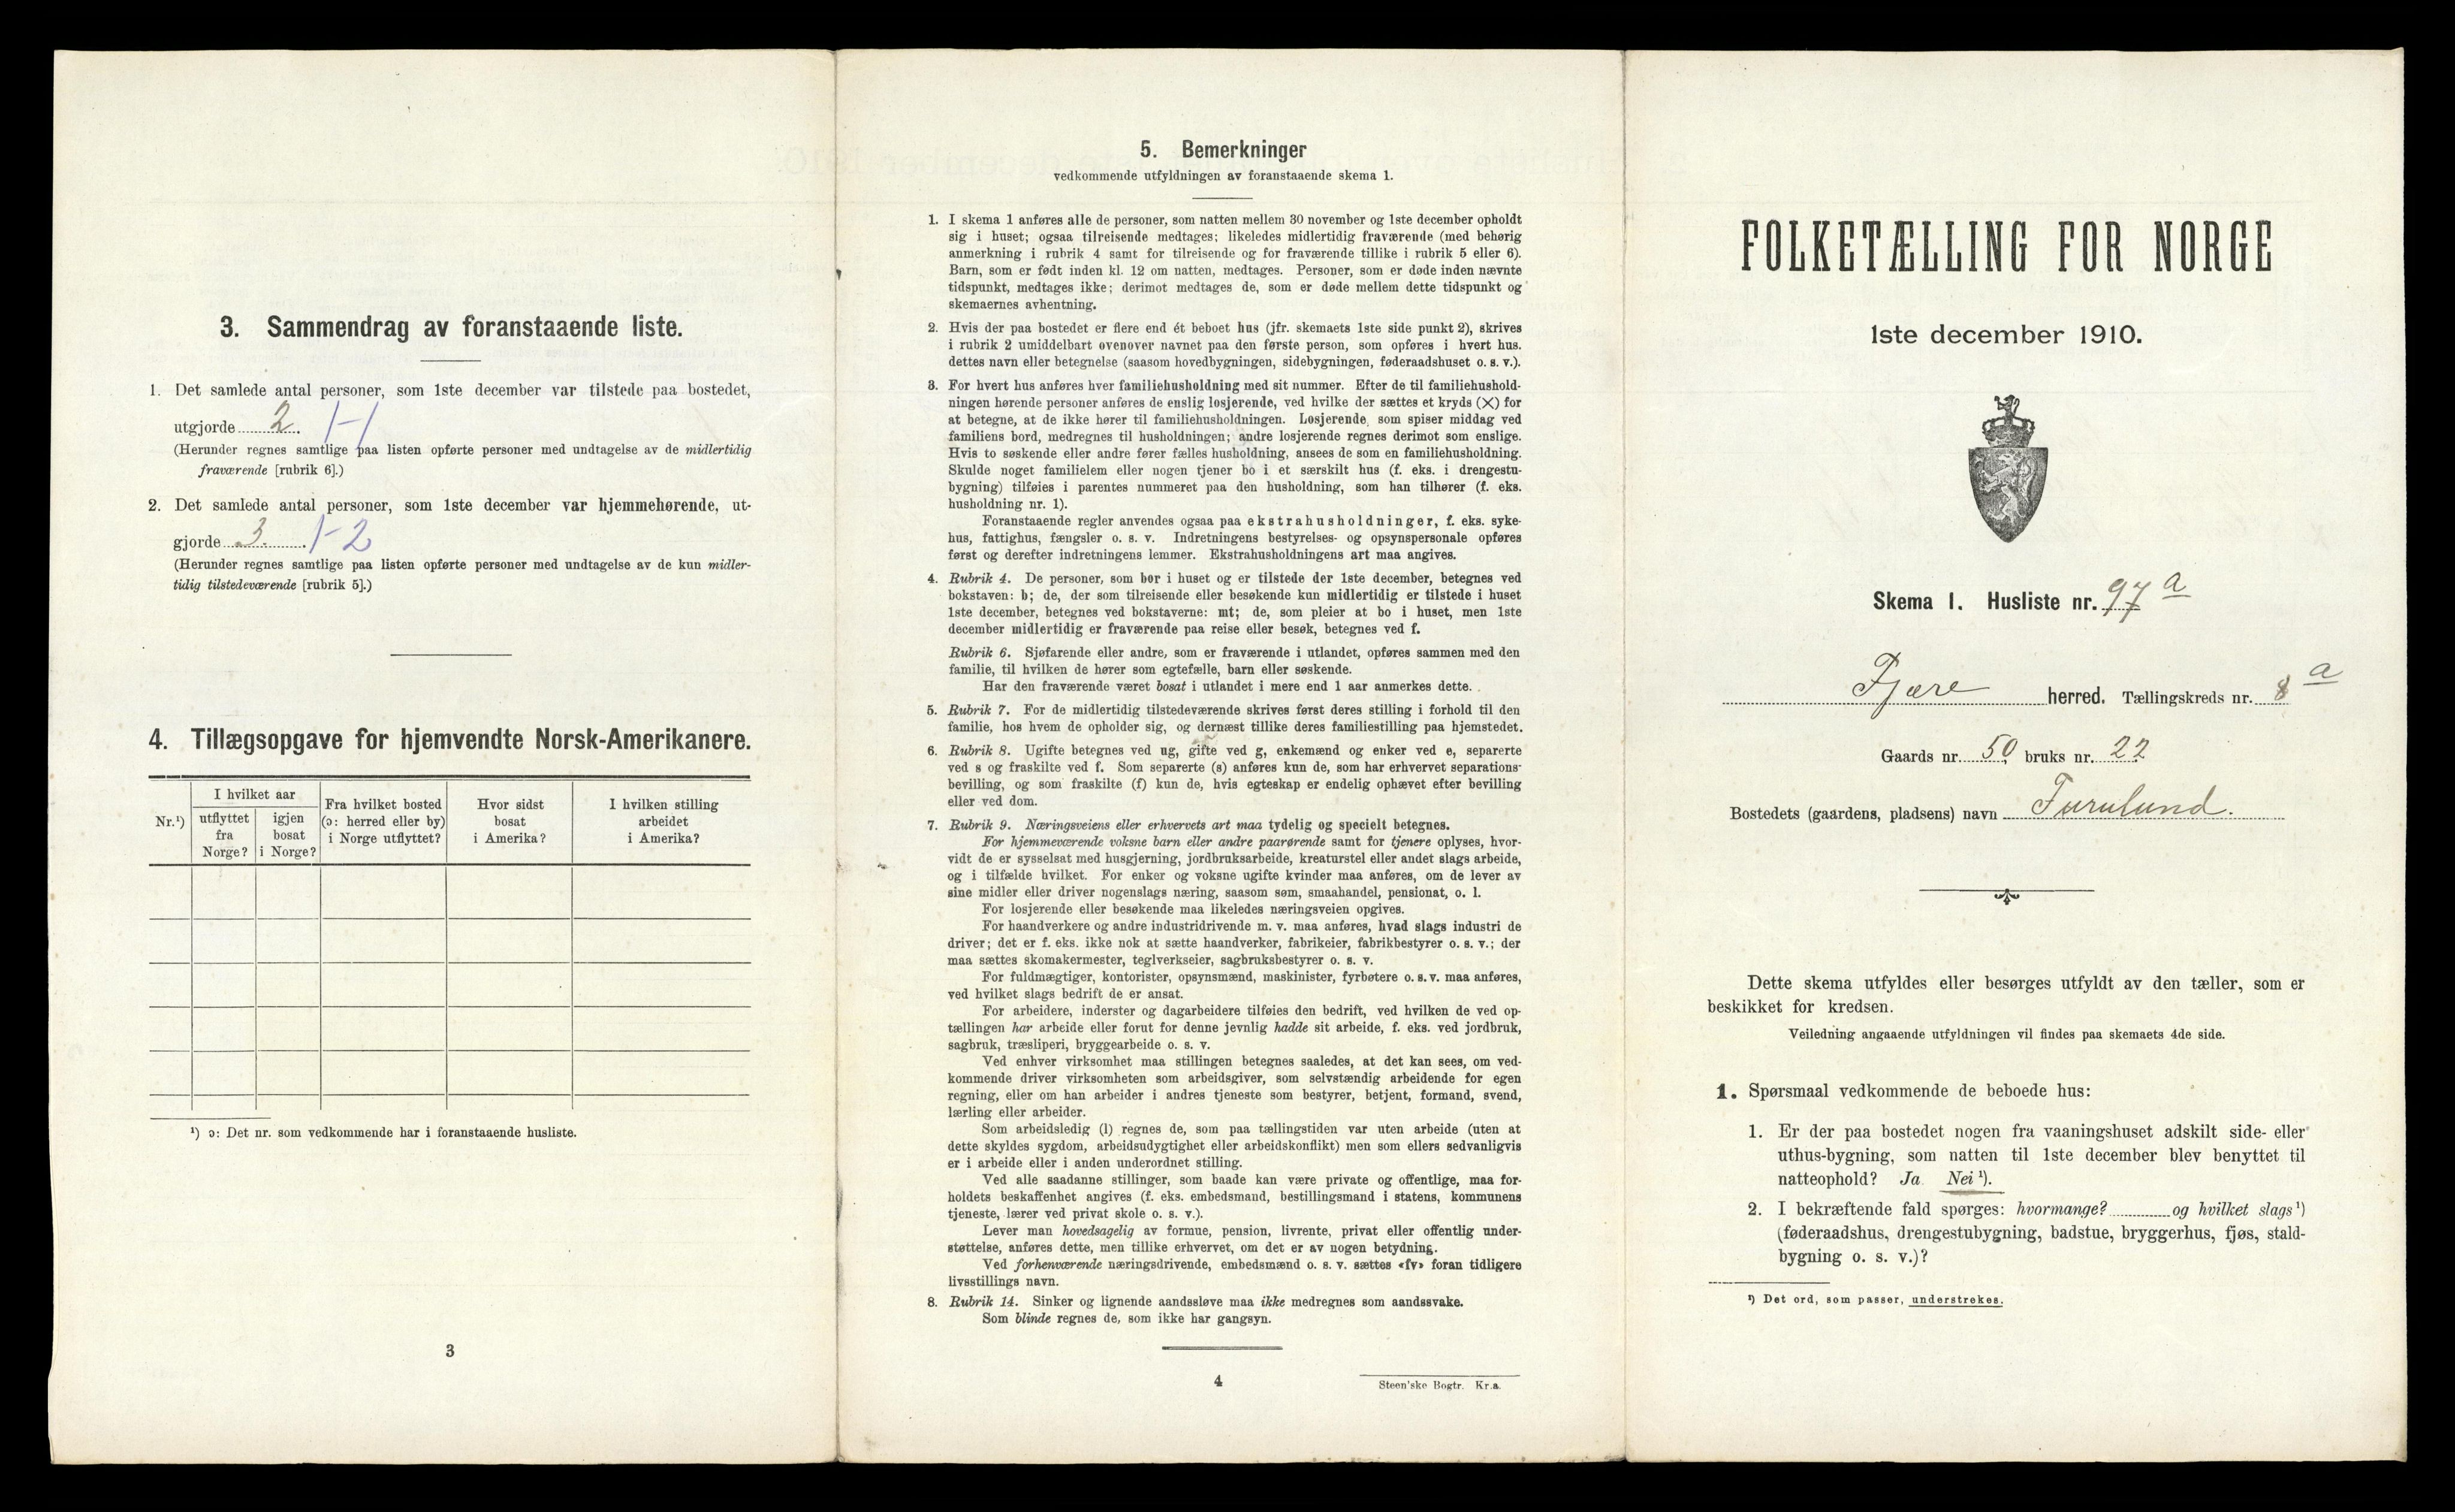 3. Sammendrag av foranstaaende liste.
1. Det samlede antal personer, som 1ste december var tilstede paa bostedet,
utgjorde 2. 1-1
(Herunder regnes samtlige paa listen opførte personer med undtagelse av de midlertidig
fraværende [rubrik 6].)
2. Det samlede antal personer, som 1ste december var hjemmehørende, ut-
gjorde 3. 1-2
(Herunder regnes samtlige paa listen opførte personer med undtagelse av de kun midler-
tidig tilstedeværende [rubrik 5].)
4. Tillægsopgave for hjemvendte Norsk-Amerikanere.
Nr.¹)
I hvilket aar
utflyttet
fra
Norge?
igjen
bosat
i Norge?
Fra hvilket bosted
(ɔ: herred eller by)
i Norge utflyttet?
Hvor sidst
bosat
i Amerika?
I hvilken stilling
arbeidet
i Amerika?
¹) ɔ: Det nr. som vedkommende har i foranstaaende husliste.
3
5. Bemerkninger
vedkommende utfyldningen av foranstaaende skema 1.
1. I skema 1 anføres alle de personer, som natten mellem 30 november og 1ste december opholdt
sig i huset; ogsaa tilreisende medtages; likeledes midlertidig fraværende (med behørig
anmerkning i rubrik 4 samt for tilreisende og for fraværende tillike i rubrik 5 eller 6).
Barn, som er født inden kl. 12 om natten, medtages. Personer, som er døde inden nævnte
tidspunkt, medtages ikke; derimot medtages de, som er døde mellem dette tidspunkt og
skemaernes avhentning.
2. Hvis der paa bostedet er flere end ét beboet hus (jfr. skemaets 1ste side punkt 2), skrives
i rubrik 2 umiddelbart ovenover navnet paa den første person, som opføres i hvert hus.
dettes navn eller betegnelse (saasom hovedbygningen, sidebygningen, føderaadshuset o. s. v.).
3. For hvert hus anføres hver familiehusholdning med sit nummer. Efter de til familiehushold-
ningen hørende personer anføres de enslig losjerende, ved hvilke der sættes et kryds (X) for
at betegne, at de ikke hører til familiehusholdningen. Losjerende, som spiser middag ved
familiens bord, medregnes til husholdningen; andre losjerende regnes derimot som enslige.
Hvis to søskende eller andre fører fælles husholdning, ansees de som en familiehusholdning.
Skulde noget familielem eller nogen tjener bo i et særskilt hus (f. eks. i drengestu-
bygning) tilføies i parentes nummeret paa den husholdning, som han tilhører (f. eks.
husholdning nr. 1).
Foranstaaende regler anvendes ogsaa paa ekstrahusholdninger, f. eks. syke-
hus, fattighus, fængsler o. s. v. Indretningens bestyrelses- og opsynspersonale opføres
først og derefter indretningens lemmer. Ekstrahusholdningens art maa angives.
4. Rubrik 4. De personer, som bor i huset og er tilstede der 1ste december, betegnes ved
bokstaven: b; de, der som tilreisende eller besøkende kun midlertidig er tilstede i huset
1ste december, betegnes ved bokstaverne: mt; de, som pleier at bo i huset, men 1ste
december midlertidig er fraværende paa reise eller besøk, betegnes ved f.
Rubrik 6. Sjøfarende eller andre, som er fraværende i utlandet, opføres sammen med den
familie, til hvilken de hører som egtefælle, barn eller søskende.
Har den fraværende været bosat i utlandet i mere end 1 aar anmerkes dette.
5. Rubrik 7. For de midlertidig tilstedeværende skrives først deres stilling i forhold til den
familie, hos hvem de opholder sig, og dernæst tillike deres familiestilling paa hjemstedet.
6. Rubrik 8. Ugifte betegnes ved ug, gifte ved g, enkemænd og enker ved e, separerte
ved s og fraskilte ved f. Som separerte (s) anføres kun de, som har erhvervet separations-
bevilling, og som fraskilte (f) kun de, hvis egteskap er endelig ophævet efter bevilling
eller ved dom.
7. Rubrik 9. Næringsveiens eller erhvervets art maa tydelig og specielt betegnes.
For hjemmeværende voksne barn eller andre paarørende samt for tjenere oplyses, hvor-
vidt de er sysselsat med husgjerning, jordbruksarbeide, kreaturstel eller andet slags arbeide,
og i tilfælde hvilket. For enker og voksne ugifte kvinder maa anføres, om de lever av
sine midler eller driver nogenslags næring, saasom søm, smaahandel, pensionat, o. l.
For losjerende eller besøkende maa likeledes næringsveien opgives.
For haandverkere og andre industridrivende m. v. maa anføres, hvad slags industri de
driver; det er f. eks. ikke nok at sætte haandverker, fabrikeier, fabrikbestyrer o. s. v.; der
maa sættes skomakermester, teglverkseier, sagbruksbestyrer o. s. v.
For fuldmægtiger, kontorister, opsynsmænd, maskinister, fyrbøtere o. s. v. maa anføres,
ved hvilket slags bedrift de er ansat.
For arbeidere, inderster og dagarbeidere tilføies den bedrift, ved hvilken de ved op-
tællingen har arbeide eller forut for denne jevnlig hadde sit arbeide, f. eks. ved jordbruk,
sagbruk, træsliperi, bryggearbeide o. s. v.
Ved enhver virksomhet maa stillingen betegnes saaledes, at det kan sees, om ved-
kommende driver virksomheten som arbeidsgiver, som selvstændig arbeidende for egen
regning, eller om han arbeider i andres tjeneste som bestyrer, betjent, formand, svend,
lærling eller arbeider.
Som arbeidsledig (l) regnes de, som paa tællingstiden var uten arbeide (uten at
dette skyldes sygdom, arbeidsudygtighet eller arbeidskonflikt) men som ellers sedvanligvis
er i arbeide eller i anden underordnet stilling.
Ved alle saadanne stillinger, som baade kan være private og offentlige, maa for-
holdets beskaffenhet angives (f. eks. embedsmand, bestillingsmand i statens, kommunens
tjeneste, lærer ved privat skole o. s. v.).
Lever man hovedsagelig av formue, pension, livrente, privat eller offentlig under-
støttelse, anføres dette, men tillike erhvervet, om det er av nogen betydning.
Ved forhenværende næringsdrivende, embedsmænd o. s. v. sættes «fv» foran tidligere
livsstillings navn.
8. Rubrik 14. Sinker og lignende aandssløve maa ikke medregnes som aandssvake.
Som blinde regnes de, som ikke har gangsyn.
4
Steen'ske Bogtr. Kr.a.
FOLKETÆLLING FOR NORGE
1ste december 1910.
Skema 1. Husliste nr. 97 a
Fjære herred. Tællingskreds nr. 8 a
Gaards nr. 50 bruks nr. 22
Bostedets (gaardens, pladsens) navn Furulund.
Dette skema utfyldes eller besørges utfyldt av den tæller, som er
beskikket for kredsen.
Veiledning angaaende utfyldningen vil findes paa skemaets 4de side.
1. Spørsmaal vedkommende de beboede hus:
1. Er der paa bostedet nogen fra vaaningshuset adskilt side- eller
uthus-bygning, som natten til 1ste december blev benyttet til
natteophold? Ja Nei ¹).
2. I bekræftende fald spørges: hvormange? og hvilket slags ¹)
(føderaadshus, drengestubygning, badstue, bryggerhus, fjøs, stald-
bygning o. s. v.)?
¹) Det ord, som passer, understrekes.